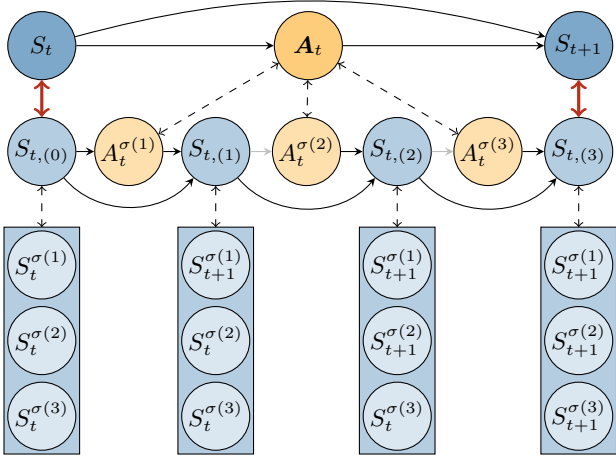 S_t A_t S_{t+1}
S_{t,(0)} A_t^{σ(1)} S_{t,(1)} A_t^{σ(2)} S_{t,(2)} A_t^{σ(3)} S_{t,(3)}
S_t^{σ(1)} S_{t+1}^{σ(1)} S_{t+1}^{σ(1)} S_{t+1}^{σ(1)}
S_t^{σ(2)} S_t^{σ(2)} S_{t+1}^{σ(2)} S_{t+1}^{σ(2)}
S_t^{σ(3)} S_t^{σ(3)} S_t^{σ(3)} S_{t+1}^{σ(3)}